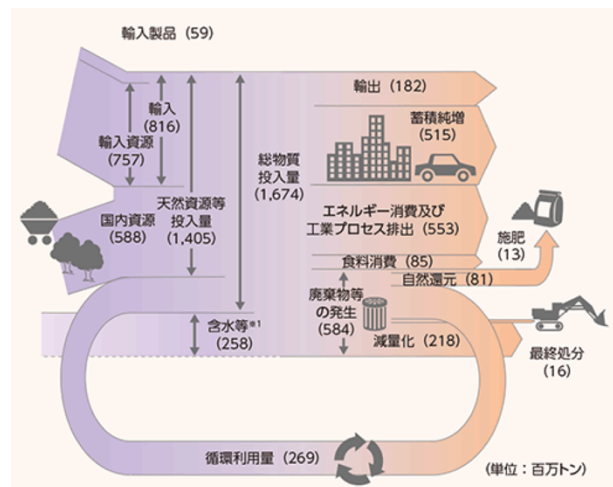 輸入製品（59）
輸入
（816）
輸入資源
（757）
国内資源
（588）
天然資源等
投入量
（1,405）
総物質
投入量
（1,674）
含水等※1
（258）
輸出（182）
蓄積純増
（515）
エネルギー消費及び
工業プロセス排出（553）
食料消費（85）
施肥
（13）
自然還元（81）
廃棄物等
の発生
（584）
減量化（218）
最終処分
（16）
循環利用量（269）
（単位：百万トン）